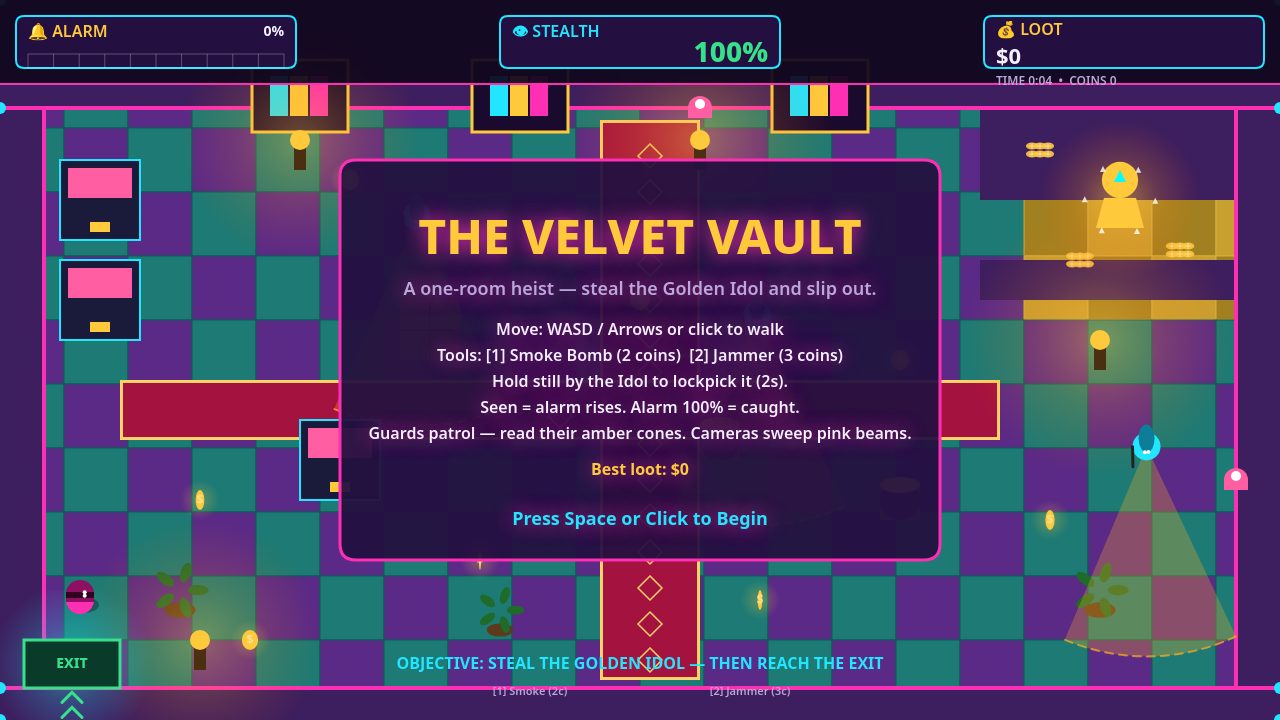 🔔 ALARM 0%
👁 STEALTH
100%
💰 LOOT
$0
TIME 0:04 • COINS 0
THE VELVET VAULT
A one-room heist — steal the Golden Idol and slip out.
Move: WASD / Arrows or click to walk
Tools: [1] Smoke Bomb (2 coins) [2] Jammer (3 coins)
Hold still by the Idol to lockpick it (2s).
Seen = alarm rises. Alarm 100% = caught.
Guards patrol — read their amber cones. Cameras sweep pink beams.
Best loot: $0
Press Space or Click to Begin
EXIT
OBJECTIVE: STEAL THE GOLDEN IDOL — THEN REACH THE EXIT
[1] Smoke (2c) [2] Jammer (3c)